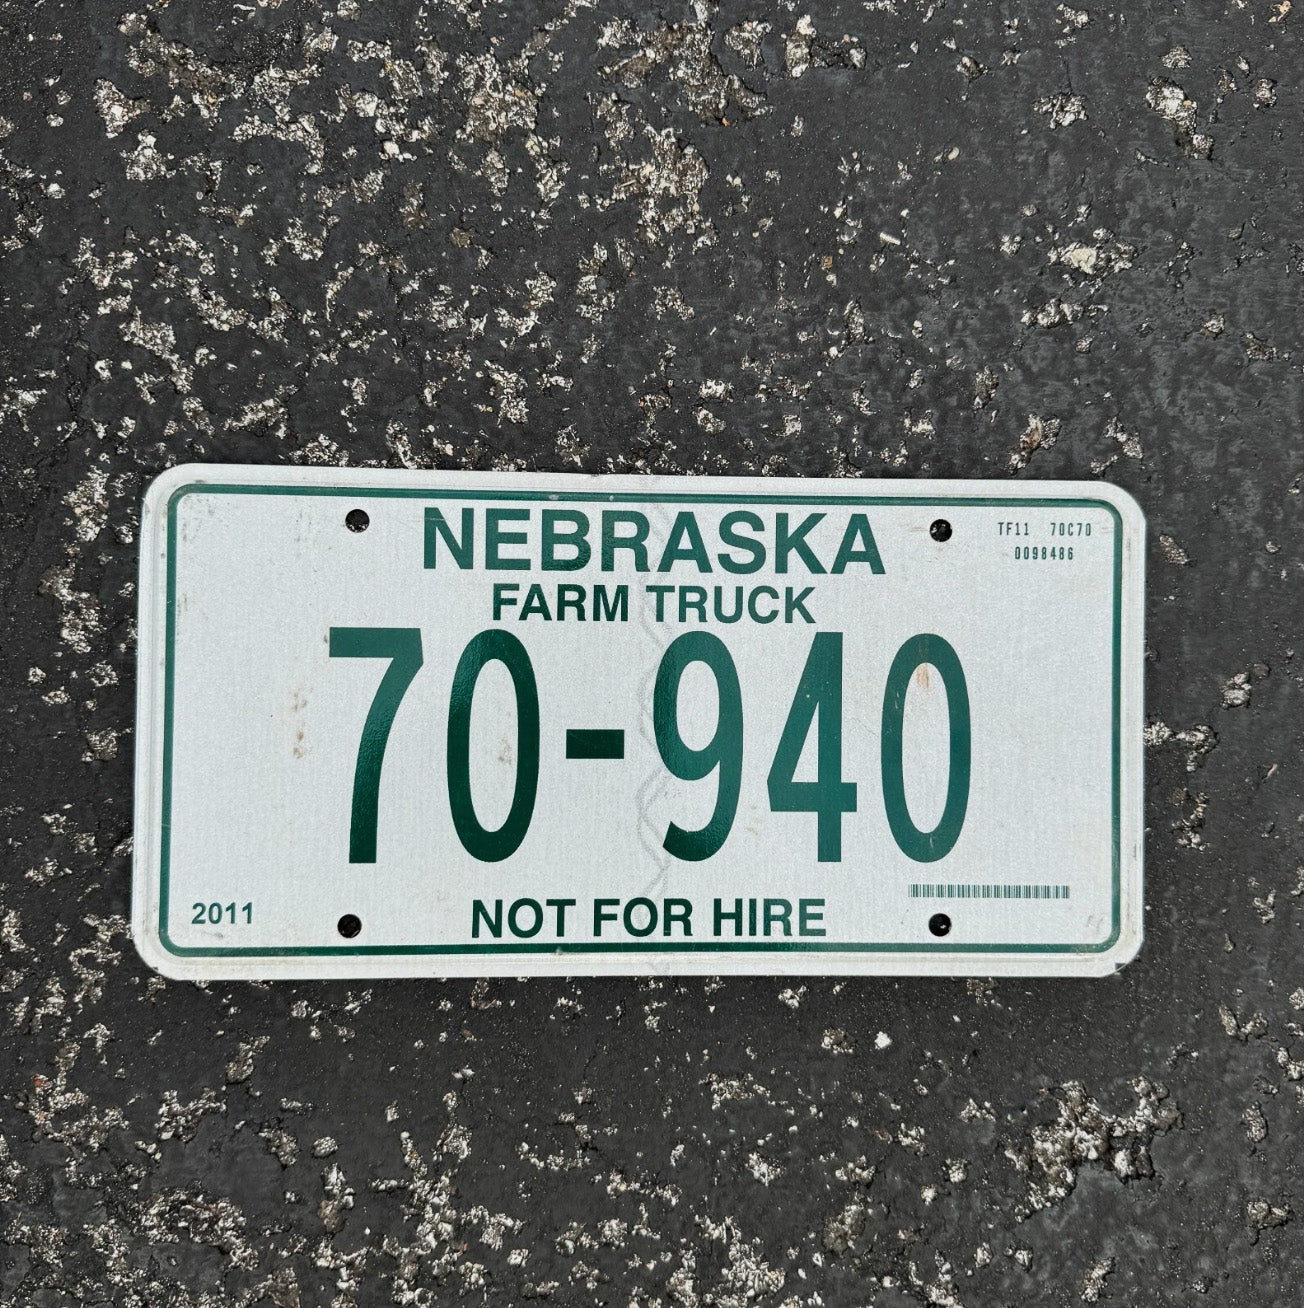 NEBRASKA
TF11 70C70
0098486
FARM TRUCK
70-940
2011
NOT FOR HIRE